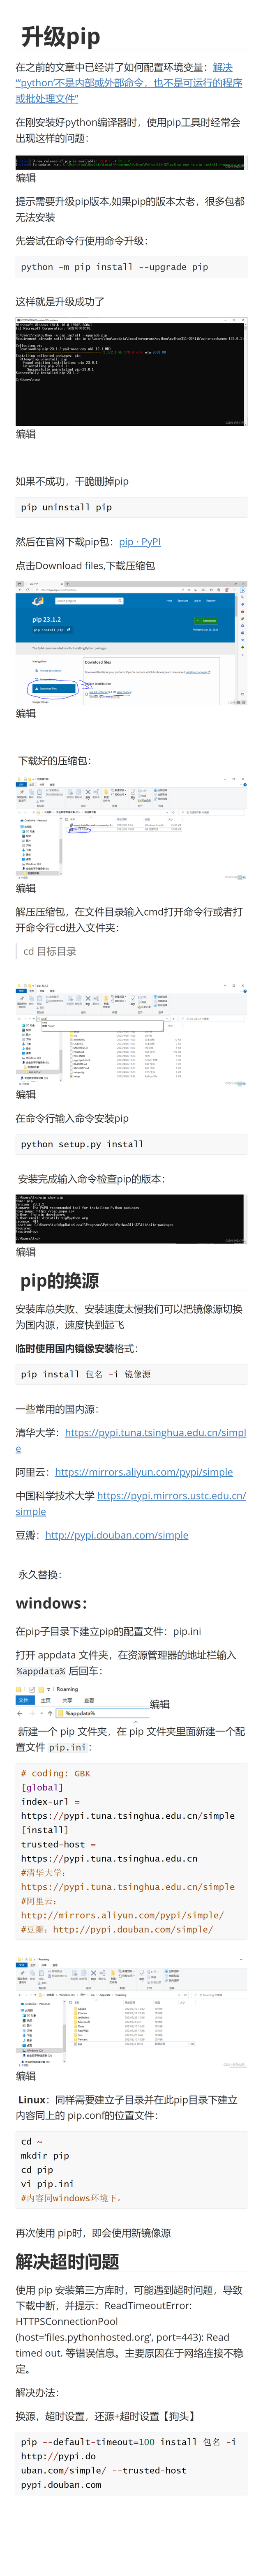 升级pip
在之前的文章中已经讲了如何配置环境变量：解决
“‘python’不是内部或外部命令，也不是可运行的程序
或批处理文件”
在刚安装好python编译器时，使用pip工具时经常会
出现这样的问题：
编辑
提示需要升级pip版本,如果pip的版本太老，很多包都
无法安装
先尝试在命令行使用命令升级：
python -m pip install --upgrade pip
这样就是升级成功了
编辑
如果不成功，干脆删掉pip
pip uninstall pip
然后在官网下载pip包：pip · PyPI
点击Download files,下载压缩包
pip 23.1.2
pip install pip
Download files
编辑
下载好的压缩包：
编辑
解压压缩包，在文件目录输入cmd打开命令行或者打
开命令行cd进入文件夹：
cd 目标目录
编辑
在命令行输入命令安装pip
python setup.py install
安装完成输入命令检查pip的版本：
编辑
pip的换源
安装库总失败、安装速度太慢我们可以把镜像源切换
为国内源，速度快到起飞
临时使用国内镜像安装格式：
pip install 包名 -i 镜像源
一些常用的国内源：
清华大学：https://pypi.tuna.tsinghua.edu.cn/simpl
e
阿里云：https://mirrors.aliyun.com/pypi/simple
中国科学技术大学 https://pypi.mirrors.ustc.edu.cn/
simple
豆瓣：http://pypi.douban.com/simple
永久替换：
windows：
在pip子目录下建立pip的配置文件：pip.ini
打开 appdata 文件夹，在资源管理器的地址栏输入
%appdata% 后回车：
Roaming
文件 主页 共享 查看
%appdata%
编辑
新建一个 pip 文件夹，在 pip 文件夹里面新建一个配
置文件 pip.ini：
# coding: GBK
[global]
index-url =
https://pypi.tuna.tsinghua.edu.cn/simple
[install]
trusted-host =
https://pypi.tuna.tsinghua.edu.cn
#清华大学：
https://pypi.tuna.tsinghua.edu.cn/simple
#阿里云：
http://mirrors.aliyun.com/pypi/simple/
#豆瓣：http://pypi.douban.com/simple/
编辑
Linux：同样需要建立子目录并在此pip目录下建立
内容同上的 pip.conf的位置文件：
cd ~
mkdir pip
cd pip
vi pip.ini
#内容同windows环境下。
再次使用 pip时，即会使用新镜像源
解决超时问题
使用 pip 安装第三方库时，可能遇到超时问题，导致
下载中断，并提示：ReadTimeoutError:
HTTPSConnectionPool
(host=‘files.pythonhosted.org’, port=443): Read
timed out. 等错误信息。主要原因在于网络连接不稳
定。
解决办法：
换源，超时设置，还源+超时设置【狗头】
pip --default-timeout=100 install 包名 -i
http://pypi.do
uban.com/simple/ --trusted-host
pypi.douban.com